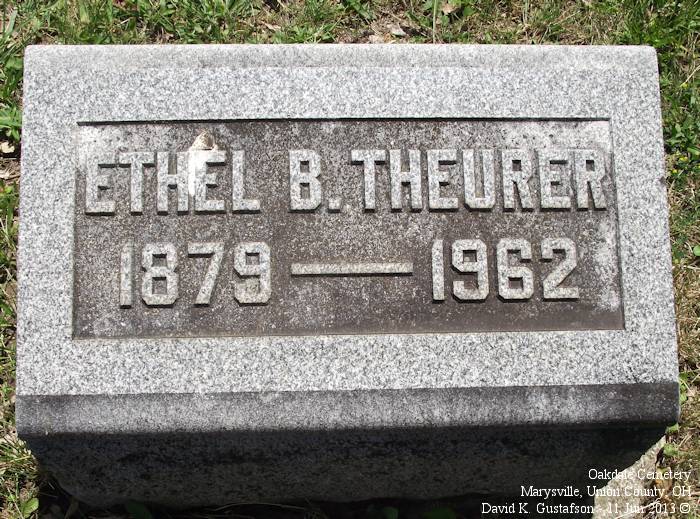 ETHEL B. THEURER
1879 — 1962
Oakdale Cemetery
Marysville, Union County, OH
David K. Gustafson - 11 Jun 2013 ©